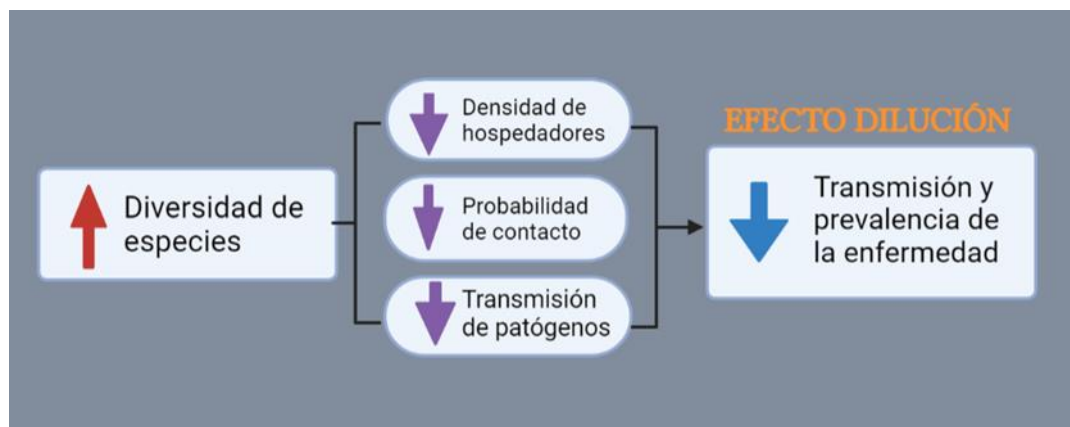 Diversidad de
especies
Densidad de
hospedadores
Probabilidad
de contacto
Transmisión
de patógenos
EFECTO DILUCIÓN
Transmisión y
prevalencia de
la enfermedad